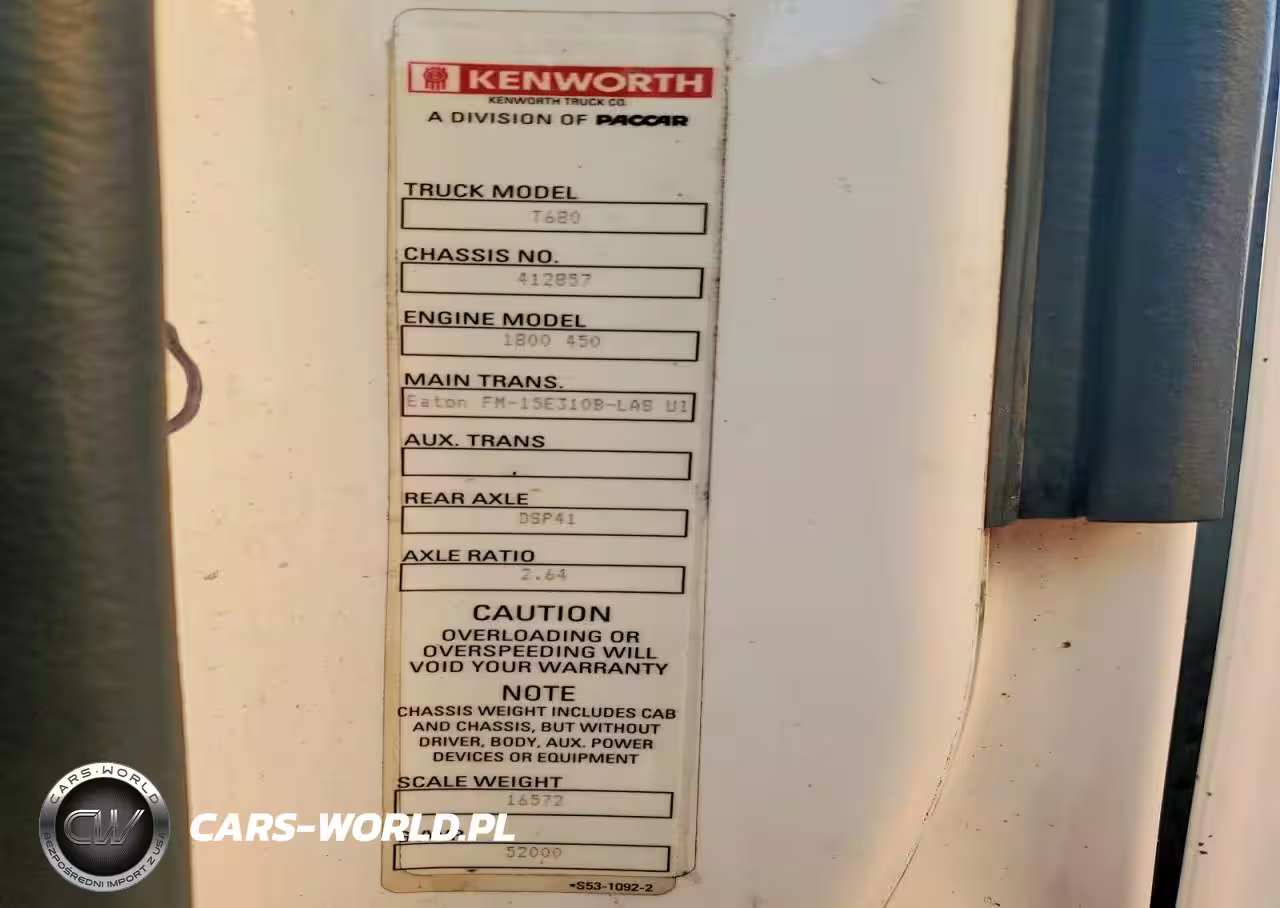 KENWORTH
KENWORTH TRUCK CO.
A DIVISION OF PACCAR
TRUCK MODEL
T680
CHASSIS NO.
412857
ENGINE MODEL
1800 450
MAIN TRANS.
Eaton FM-15E310B-LAS UI
AUX. TRANS
REAR AXLE
DSP41
AXLE RATIO
2.64
CAUTION
OVERLOADING OR
OVERSPEEDING WILL
VOID YOUR WARRANTY
NOTE
CHASSIS WEIGHT INCLUDES CAB
AND CHASSIS, BUT WITHOUT
DRIVER, BODY, AUX. POWER
DEVICES OR EQUIPMENT
SCALE WEIGHT
16572
52000
*S53-1092-2
CARS-WORLD
CW
BEZPOŚREDNI IMPORT Z USA
CARS-WORLD.PL